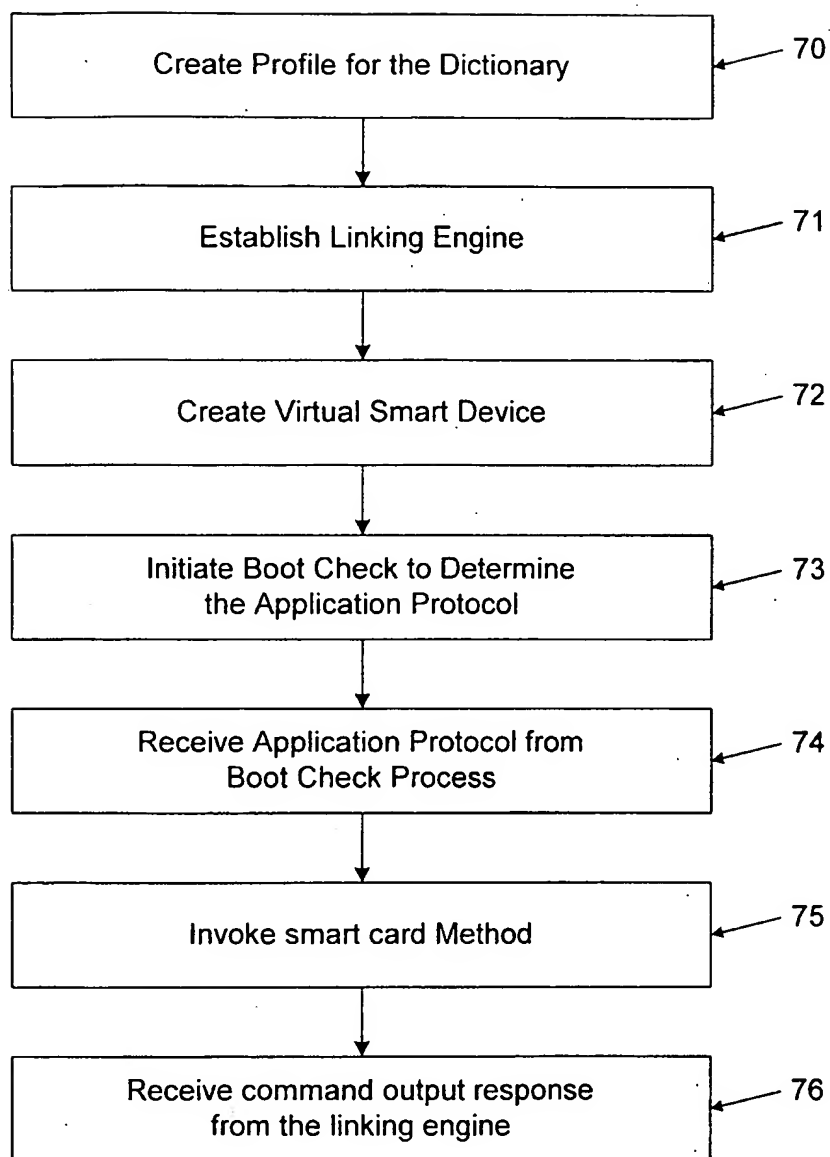 Create Profile for the Dictionary
70
Establish Linking Engine
71
Create Virtual Smart Device
72
Initiate Boot Check to Determine
the Application Protocol
73
Receive Application Protocol from
Boot Check Process
74
Invoke smart card Method
75
Receive command output response
from the linking engine
76